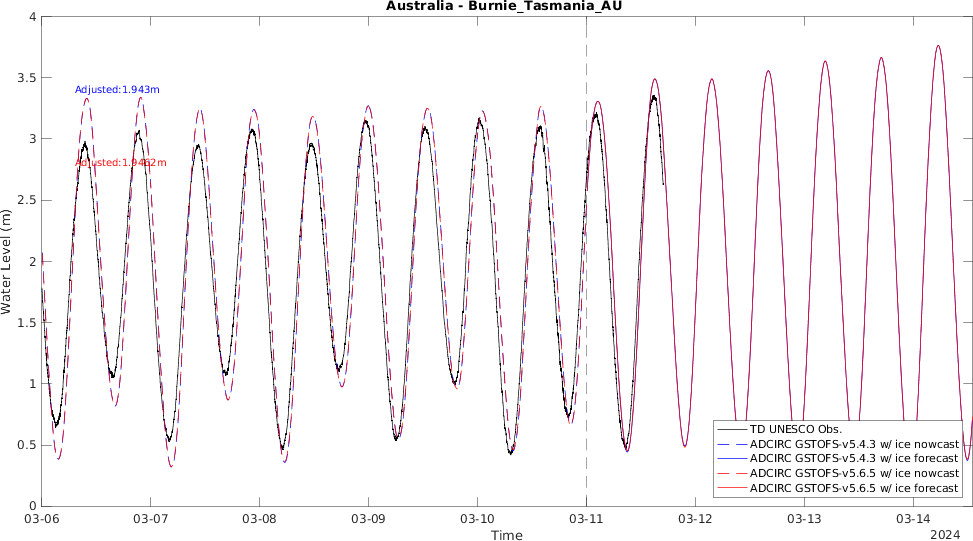 Australia - Burnie_Tasmania_AU
4
3.5
3
2.5
2
1.5
1
0.5
0
Water Level (m)
Adjusted:1.943m
Adjusted:1.9462m
TD UNESCO Obs.
ADCIRC GSTOFS-v5.4.3 w/ ice nowcast
ADCIRC GSTOFS-v5.4.3 w/ ice forecast
ADCIRC GSTOFS-v5.6.5 w/ ice nowcast
ADCIRC GSTOFS-v5.6.5 w/ ice forecast
03-06 03-07 03-08 03-09 03-10 03-11 03-12 03-13 03-14
Time
2024